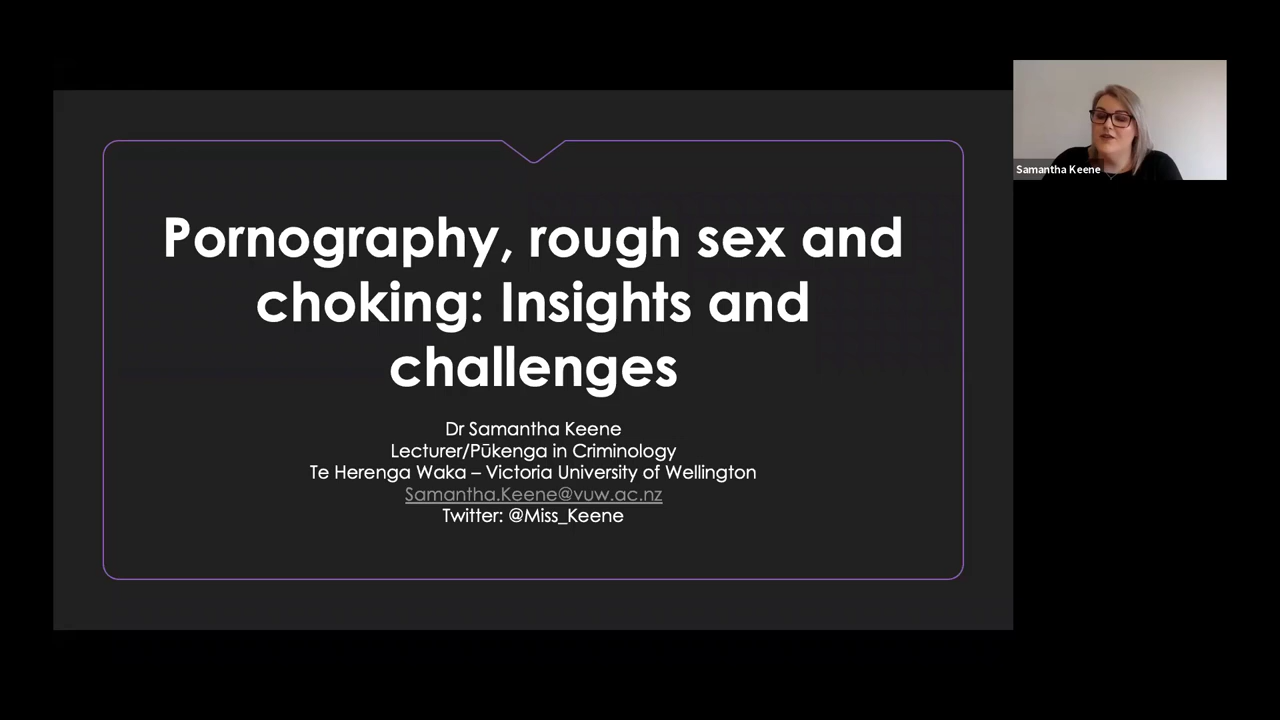 Pornography, rough sex and
choking: Insights and
challenges
Dr Samantha Keene
Lecturer/Pūkenga in Criminology
Te Herenga Waka – Victoria University of Wellington
Samantha.Keene@vuw.ac.nz
Twitter: @Miss_Keene
Samantha Keene